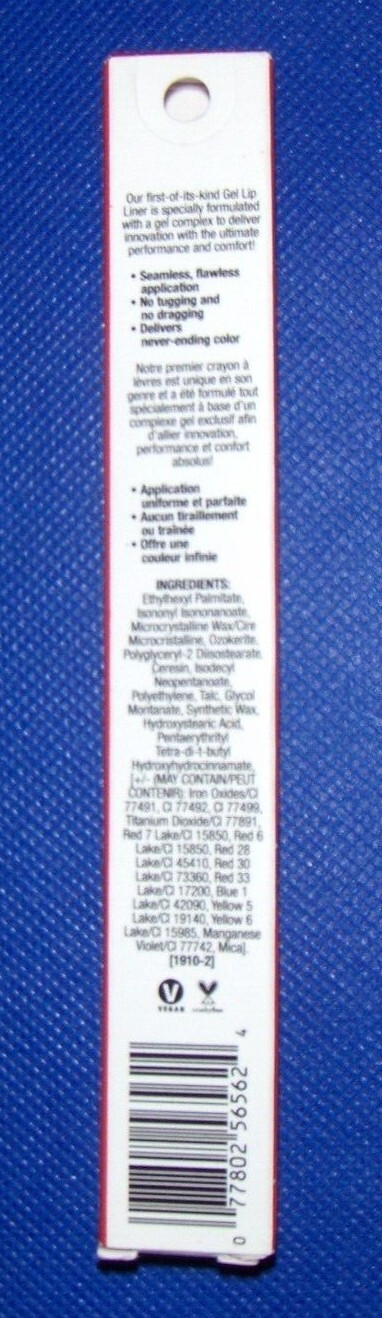 Our first-of-its-kind Gel Lip
Liner is specially formulated
with a gel complex to deliver
innovation with the ultimate
performance and comfort!
• Seamless, flawless
application
• No tugging and
no dragging
• Delivers
never-ending color
Notre premier crayon à
lèvres est unique en son
genre et a été formulé tout
spécialement à base d'un
complexe gel exclusif afin
d'allier innovation,
performance et confort
absolus!
• Application
uniforme et parfaite
• Aucun tiraillement
ou traînée
• Offre une
couleur infinie
INGREDIENTS:
Ethylhexyl Palmitate,
Isononyl Isononanoate,
Microcrystalline Wax/Cire
Microcristalline, Ozokerite,
Polyglyceryl-2 Diisostearate,
Ceresin, Isodecyl
Neopentanoate,
Polyethylene, Talc, Glycol
Montanate, Synthetic Wax,
Hydroxystearic Acid,
Pentaerythrityl
Tetra-di-t-butyl
Hydroxyhydrocinnamate,
[+/- (MAY CONTAIN/PEUT
CONTENIR): Iron Oxides/CI
77491, CI 77492, CI 77499,
Titanium Dioxide/CI 77891,
Red 7 Lake/CI 15850, Red 6
Lake/CI 15850, Red 28
Lake/CI 45410, Red 30
Lake/CI 73360, Red 33
Lake/CI 17200, Blue 1
Lake/CI 42090, Yellow 5
Lake/CI 19140, Yellow 6
Lake/CI 15985, Manganese
Violet/CI 77742, Mica].
[1910-2]
V
VEGAN
crueltyfree
0 77802 56562 4